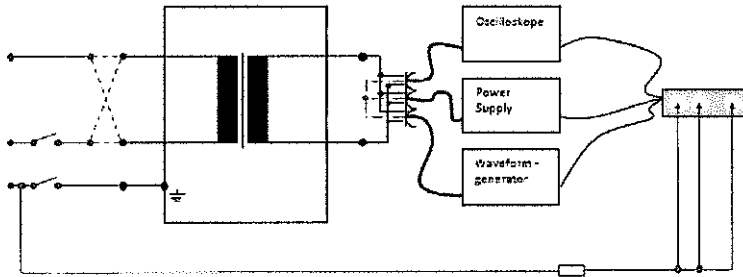 Oscilloskope
Power
Supply
Waveform -
generator